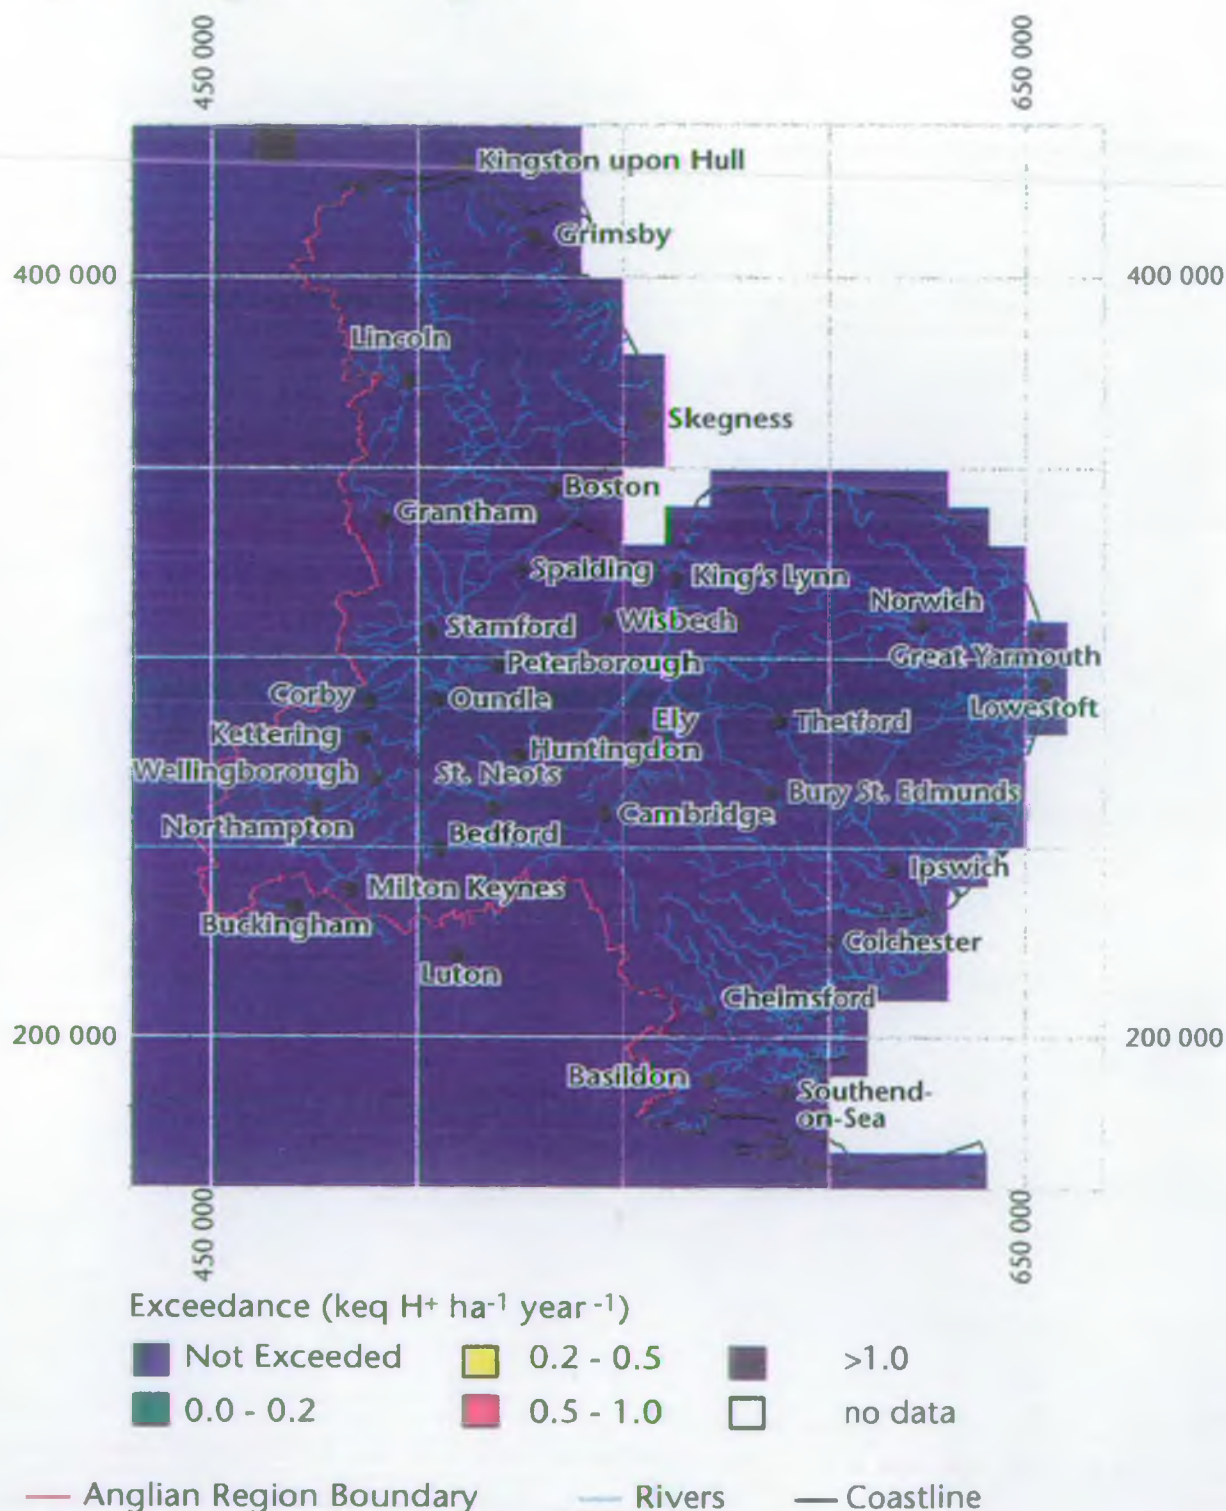 450 000
650 000
Kingston upon Hull
Grimsby
400 000
400 000
Lincoln
Skegness
Boston
Grantham
Spalding
King's Lynn
Norwich
Stamford
Wisbech
Great Yarmouth
Peterborough
Corby
Oundle
Lowestoft
Ely
Thetford
Kettering
Huntingdon
Wellingborough
St. Neots
Bury St. Edmunds
Cambridge
Northampton
Bedford
Ipswich
Milton Keynes
Buckingham
Colchester
Luton
Chelmsford
200 000
200 000
Basildon
Southend-
on-Sea
450 000
650 000
Exceedance (keq H+ ha-1 year -1)
Not Exceeded
0.2 - 0.5
>1.0
0.0 - 0.2
0.5 - 1.0
no data
Anglian Region Boundary
Rivers
Coastline